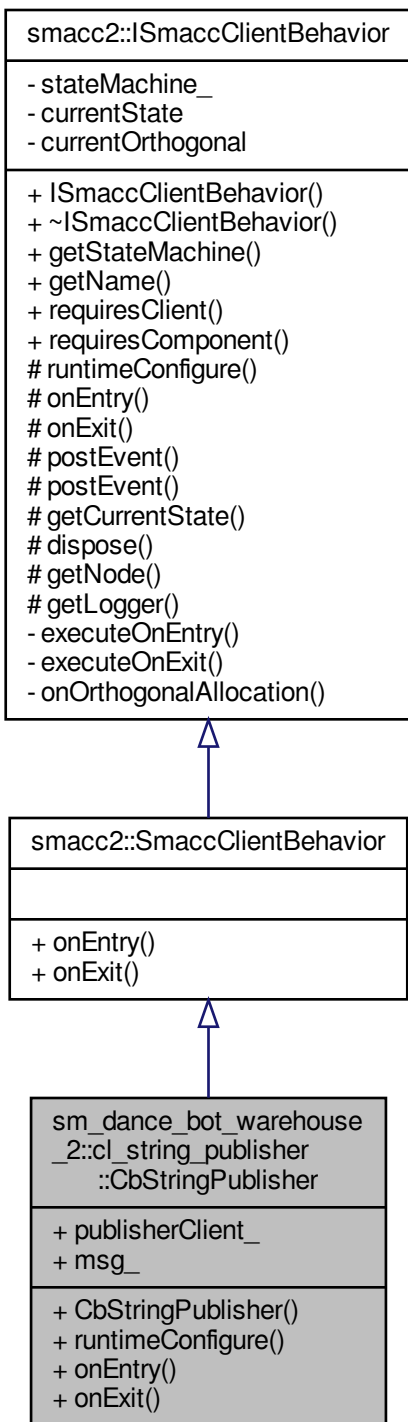 smacc2::ISmaccClientBehavior
- stateMachine_
- currentState
- currentOrthogonal
+ ISmaccClientBehavior()
+ ~ISmaccClientBehavior()
+ getStateMachine()
+ getName()
+ requiresClient()
+ requiresComponent()
# runtimeConfigure()
# onEntry()
# onExit()
# postEvent()
# postEvent()
# getCurrentState()
# dispose()
# getNode()
# getLogger()
- executeOnEntry()
- executeOnExit()
- onOrthogonalAllocation()
smacc2::SmaccClientBehavior
+ onEntry()
+ onExit()
sm_dance_bot_warehouse
_2::cl_string_publisher
::CbStringPublisher
+ publisherClient_
+ msg_
+ CbStringPublisher()
+ runtimeConfigure()
+ onEntry()
+ onExit()